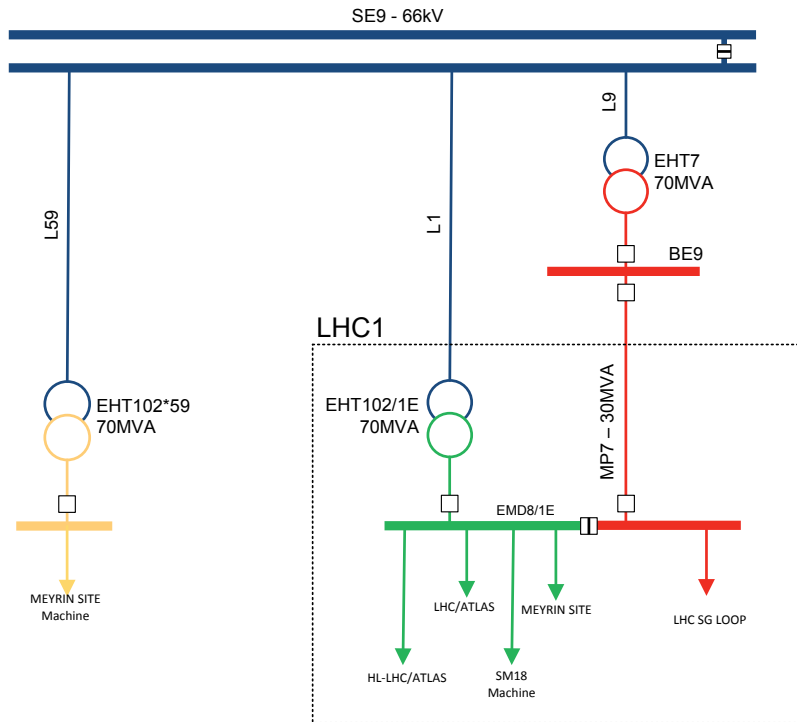 SE9 - 66kV
L9
EHT7
70MVA
L59
L1
BE9
LHC1
EHT102*59
70MVA
EHT102/1E
70MVA
MP7 – 30MVA
EMD8/1E
MEYRIN SITE
Machine
LHC/ATLAS
MEYRIN SITE
LHC SG LOOP
HL-LHC/ATLAS
SM18
Machine